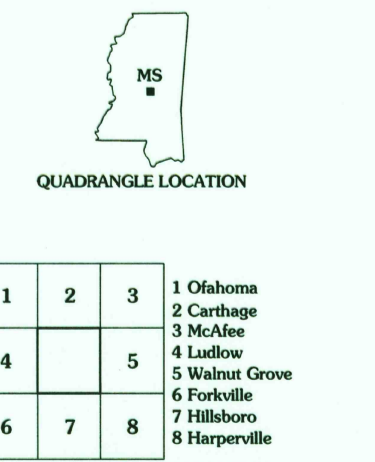 MS
QUADRANGLE LOCATION
1 2 3
4 5
6 7 8
1 Ofahoma
2 Carthage
3 McAfee
4 Ludlow
5 Walnut Grove
6 Forkville
7 Hillsboro
8 Harperville